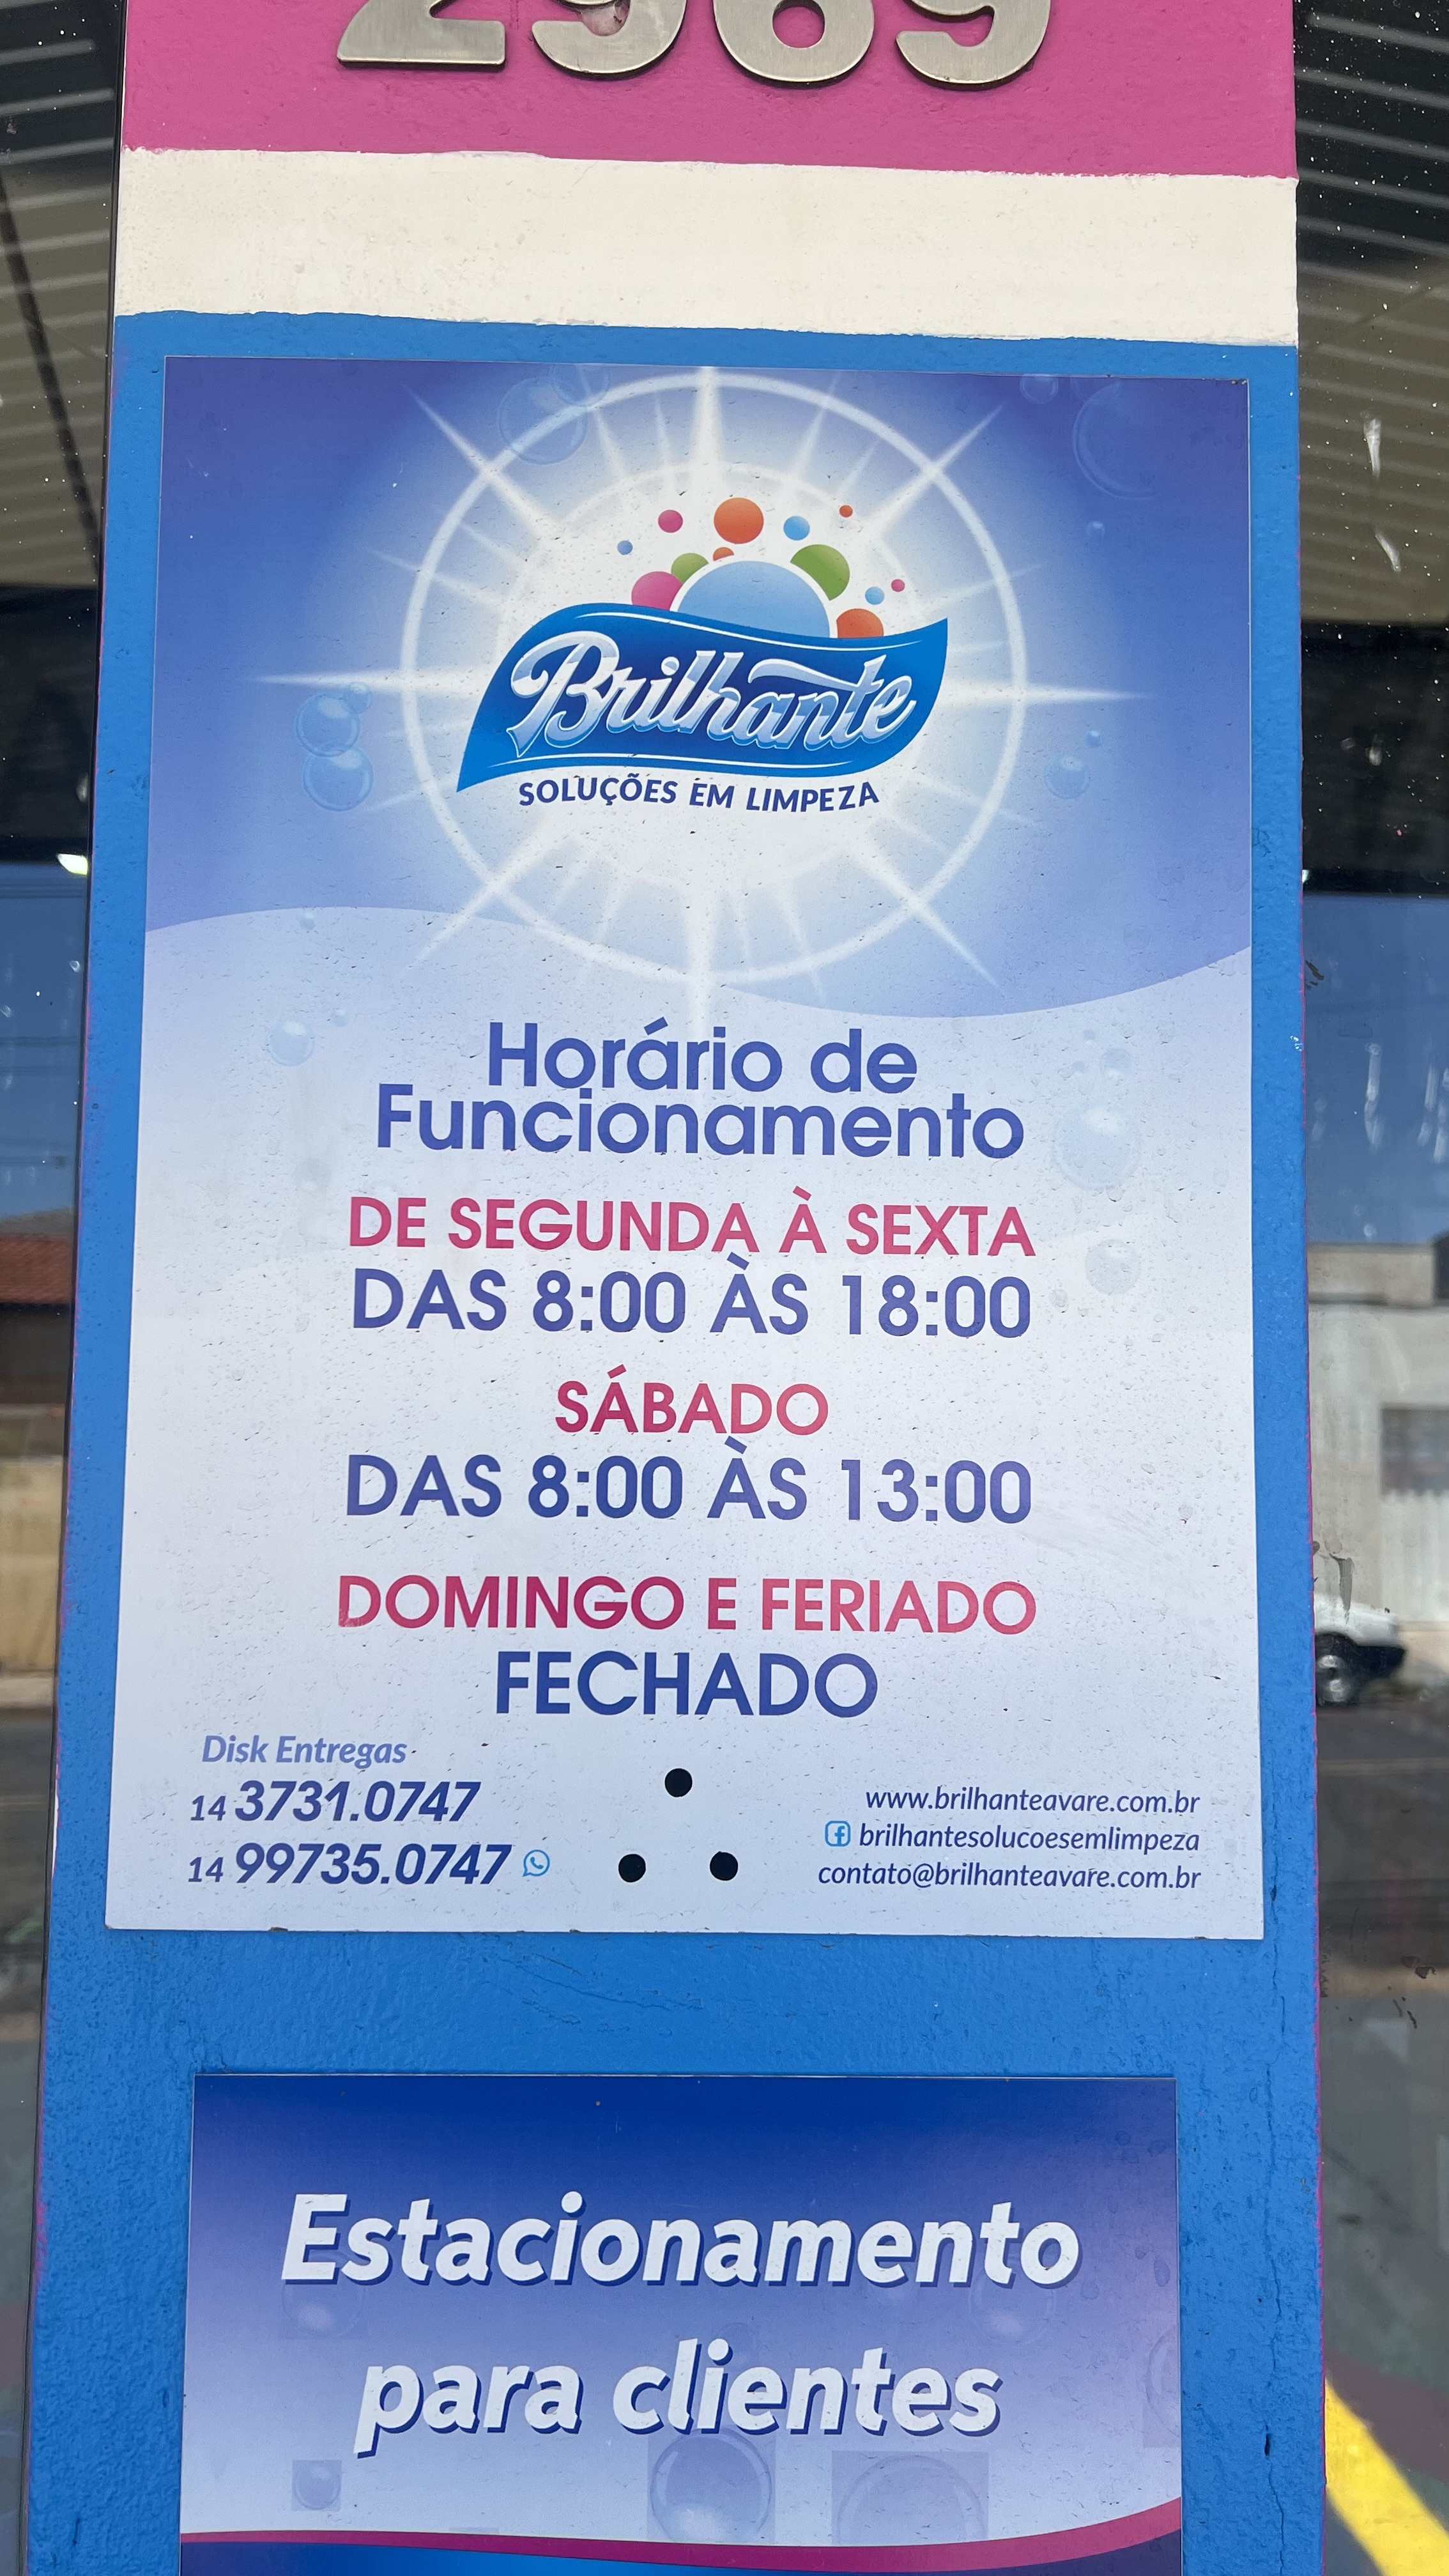 2989
Brilhante
SOLUÇÕES EM LIMPEZA
Horário de
Funcionamento
DE SEGUNDA À SEXTA
DAS 8:00 ÀS 18:00
SÁBADO
DAS 8:00 ÀS 13:00
DOMINGO E FERIADO
FECHADO
Disk Entregas
14 3731.0747
14 99735.0747
www.brilhanteavare.com.br
brilhantesolucoesemlimpeza
contato@brilhanteavare.com.br
Estacionamento
para clientes